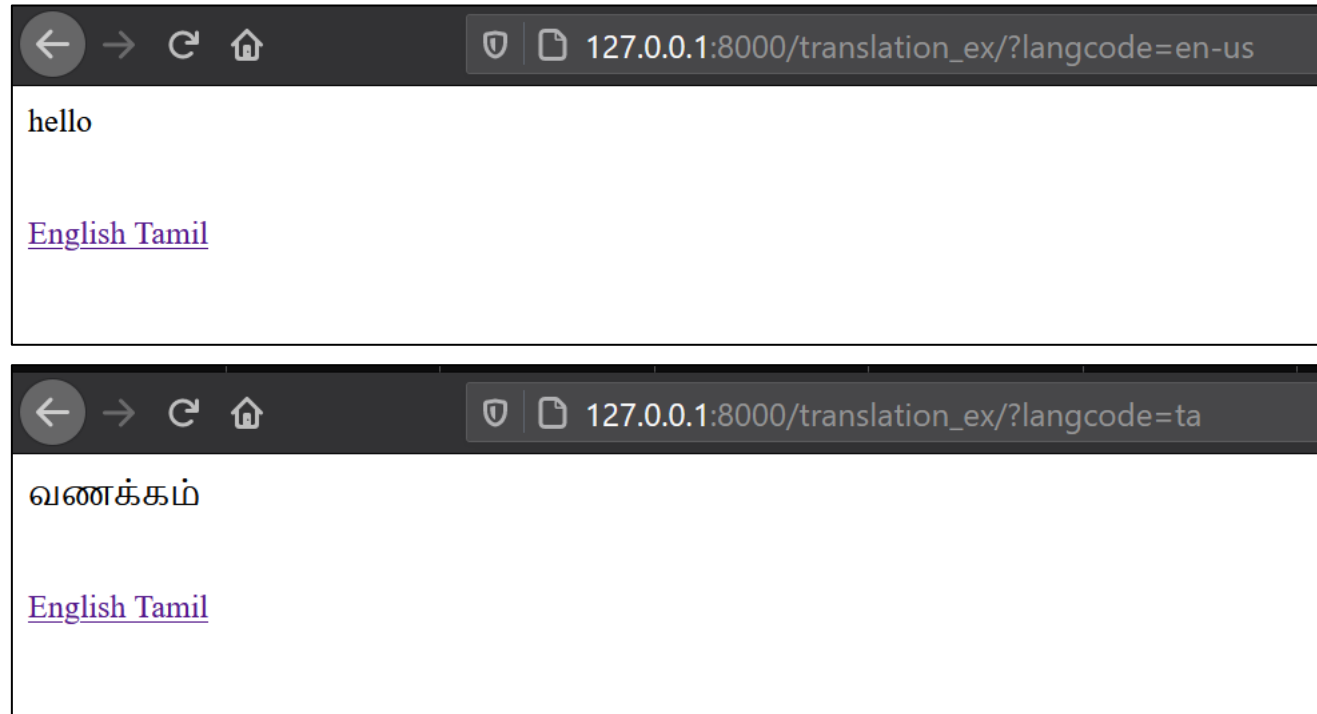 127.0.0.1:8000/translation_ex/?langcode=en-us
hello
English Tamil
127.0.0.1:8000/translation_ex/?langcode=ta
வணக்கம்
English Tamil